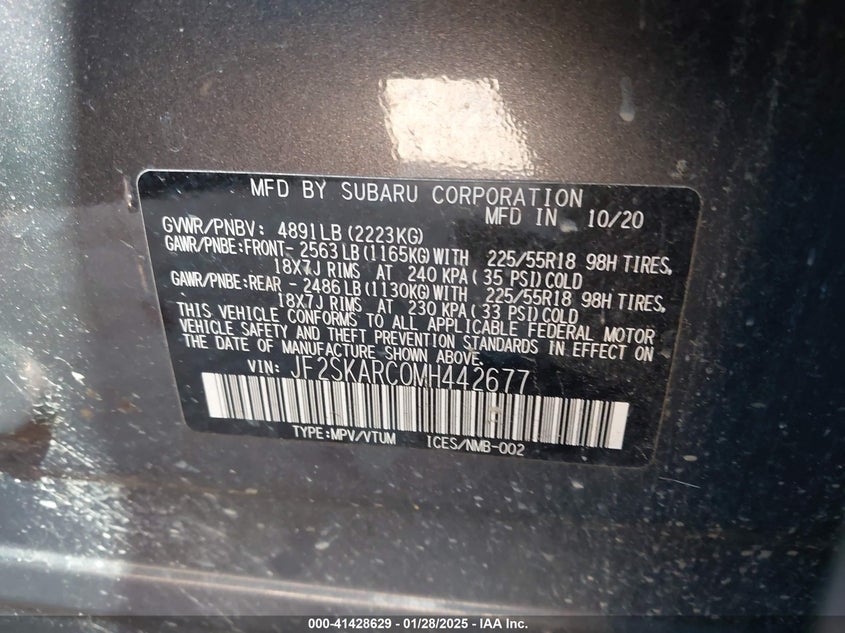 MFD BY SUBARU CORPORATION
MFD IN 10/20
GVWR/PNBV: 4891LB(2223KG)
GAWR/PNBE:FRONT- 2563LB(1165KG)WITH 225/55R18 98H TIRES,
18X7J RIMS AT 240 KPA( 35 PSI)COLD
GAWR/PNBE:REAR - 2486LB(1130KG)WITH 225/55R18 98H TIRES,
18X7J RIMS AT 230 KPA( 33 PSI)COLD
THIS VEHICLE CONFORMS TO ALL APPLICABLE FEDERAL MOTOR
VEHICLE SAFETY AND THEFT PREVENTION STANDARDS IN EFFECT ON
THE DATE OF MANUFACTURE SHOWN ABOVE.
VIN: JF2SKARC0MH442677
TYPE:MPV/VTUM ICES/NMB-002
000-41428629 - 01/28/2025 - IAA Inc.